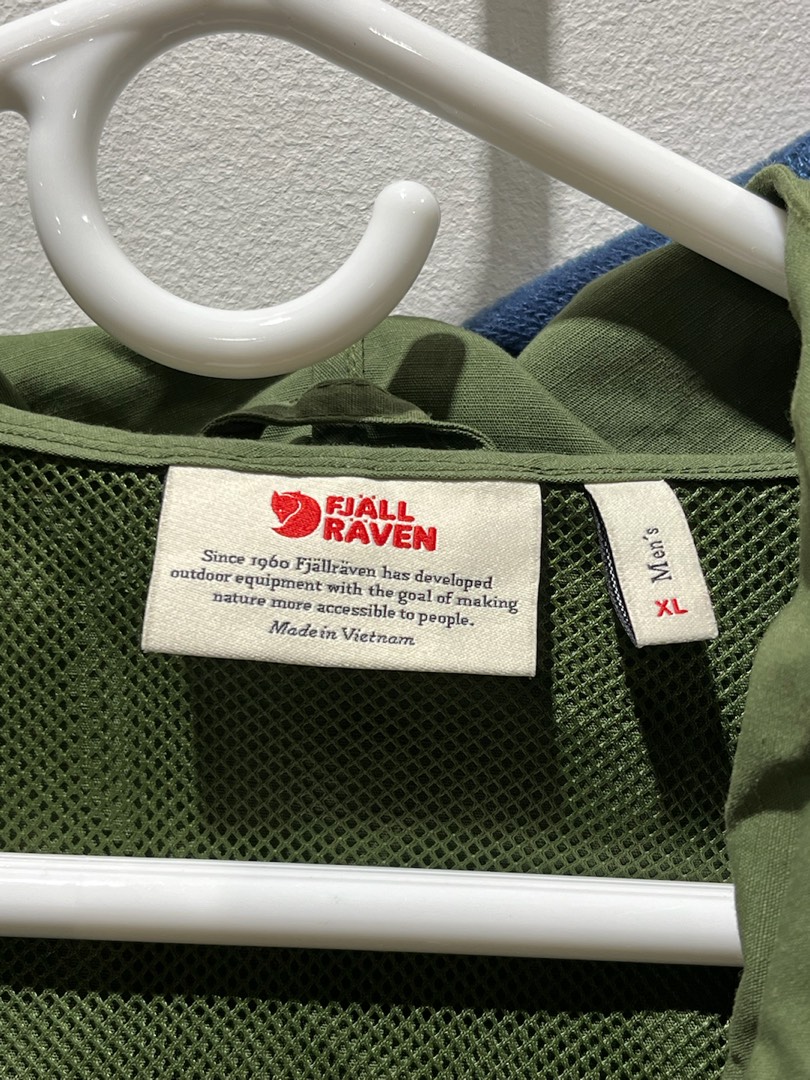 FJÄLL
RÄVEN
Since 1960 Fjällräven has developed
outdoor equipment with the goal of making
nature more accessible to people.
Made in Vietnam
Men's
XL